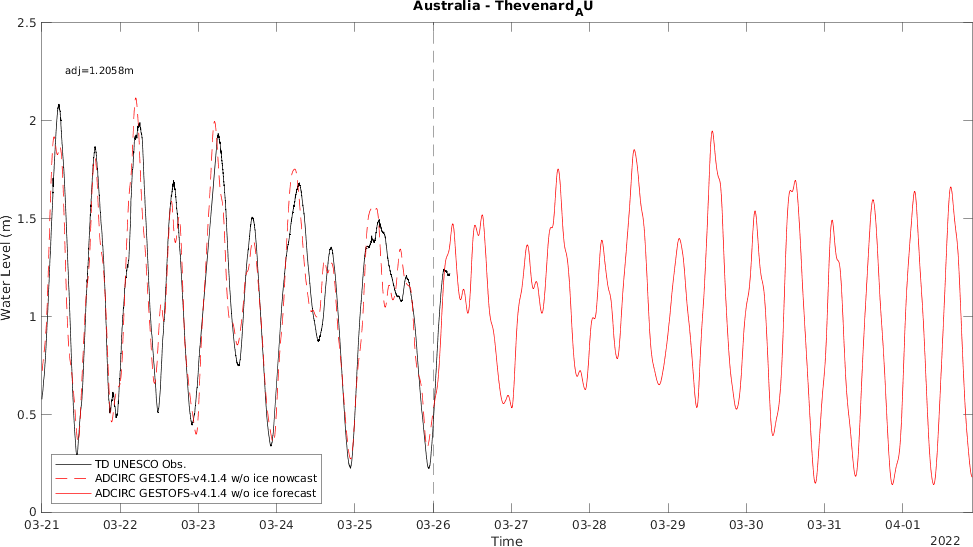 Australia - Thevenard_AU
adj=1.2058m
2.5
2
1.5
1
0.5
0
Water Level (m)
TD UNESCO Obs.
ADCIRC GESTOFS-v4.1.4 w/o ice nowcast
ADCIRC GESTOFS-v4.1.4 w/o ice forecast
03-21 03-22 03-23 03-24 03-25 03-26 03-27 03-28 03-29 03-30 03-31 04-01
Time
2022